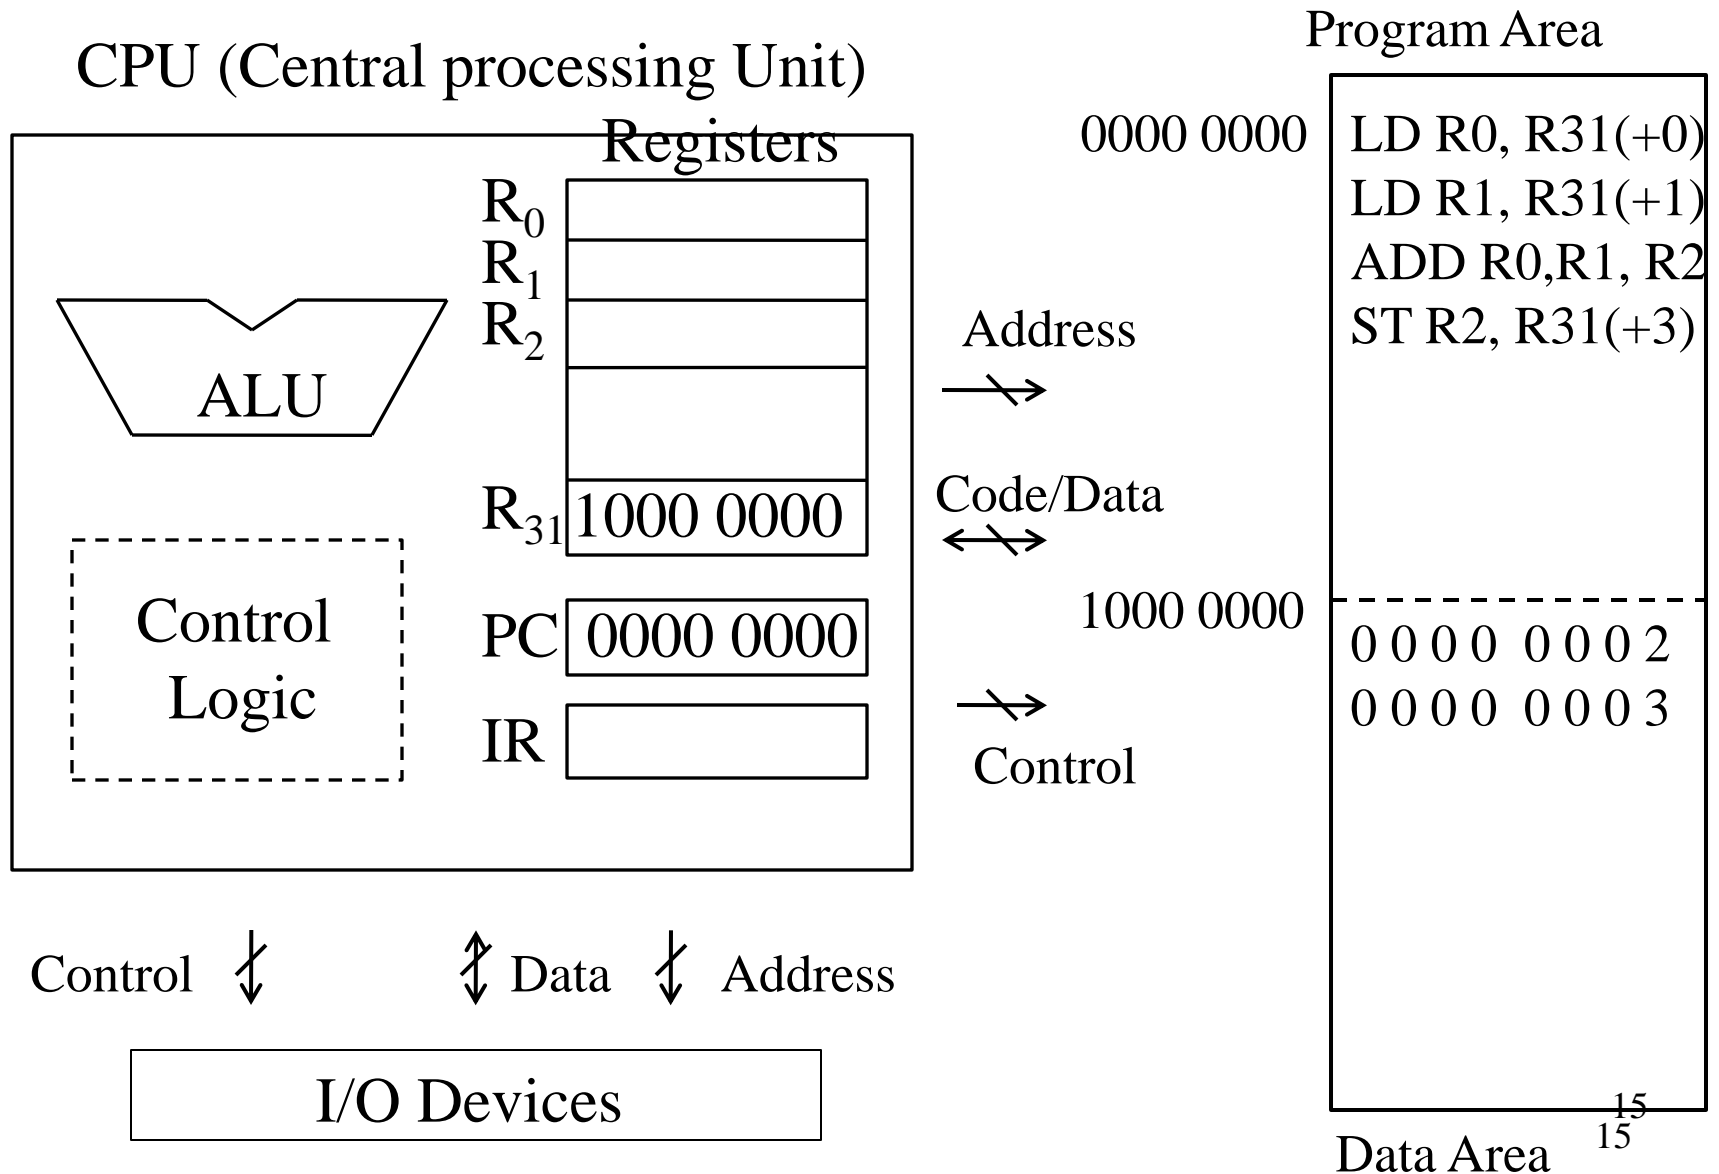 CPU (Central processing Unit)
Registers
R0
R1
R2
ALU
R31 1000 0000
Control
Logic
PC 0000 0000
IR
Address
Code/Data
Control
Program Area
0000 0000 LD R0, R31(+0)
LD R1, R31(+1)
ADD R0,R1, R2
ST R2, R31(+3)
1000 0000
0 0 0 0 0 0 0 2
0 0 0 0 0 0 0 3
15
15
Data Area
Control Data Address
I/O Devices